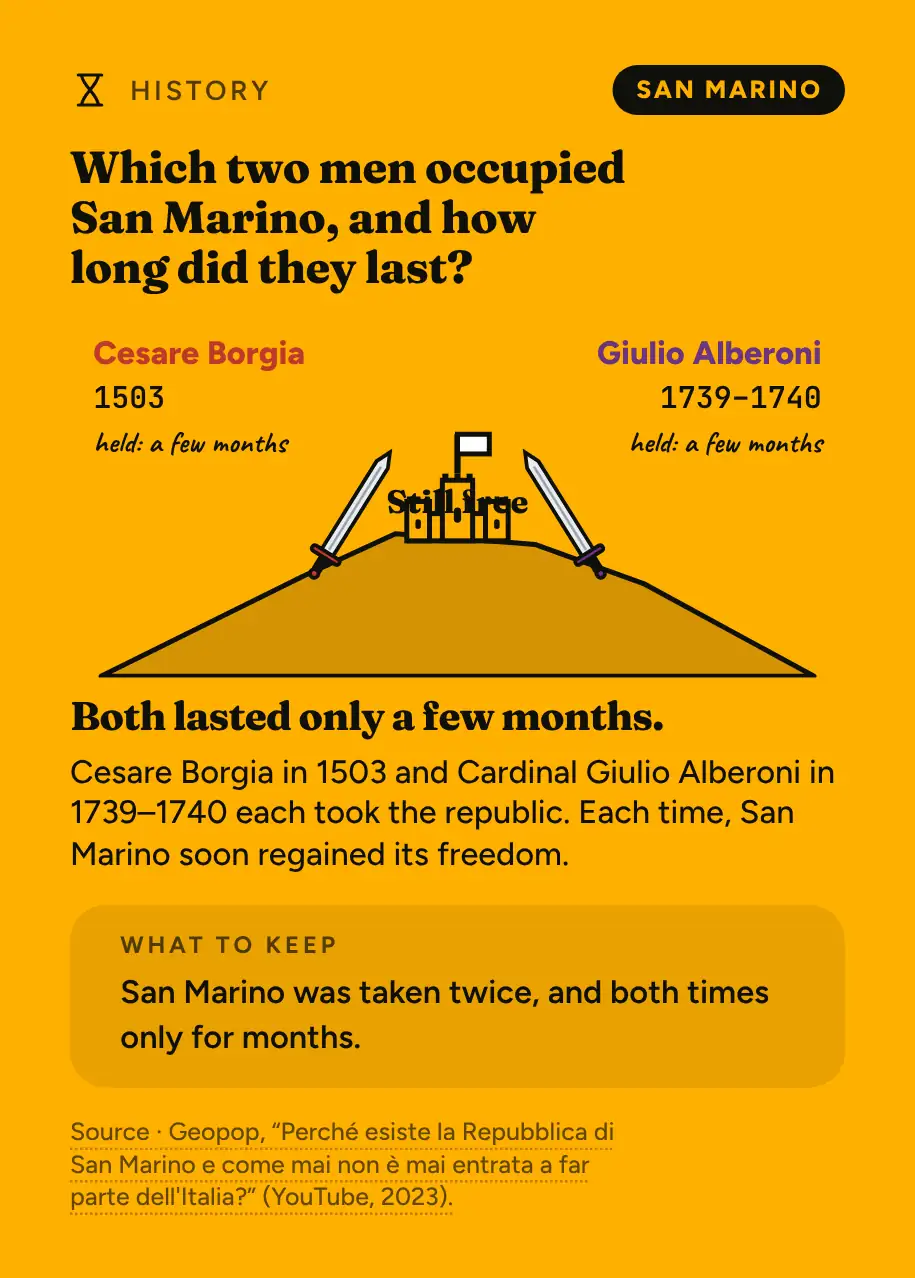 HISTORY
SAN MARINO
Which two men occupied
San Marino, and how
long did they last?
Cesare Borgia
1503
held: a few months
Giulio Alberoni
1739–1740
held: a few months
Still free
Both lasted only a few months.
Cesare Borgia in 1503 and Cardinal Giulio Alberoni in
1739–1740 each took the republic. Each time, San
Marino soon regained its freedom.
WHAT TO KEEP
San Marino was taken twice, and both times
only for months.
Source · Geopop, “Perché esiste la Repubblica di
San Marino e come mai non è mai entrata a far
parte dell'Italia?” (YouTube, 2023).